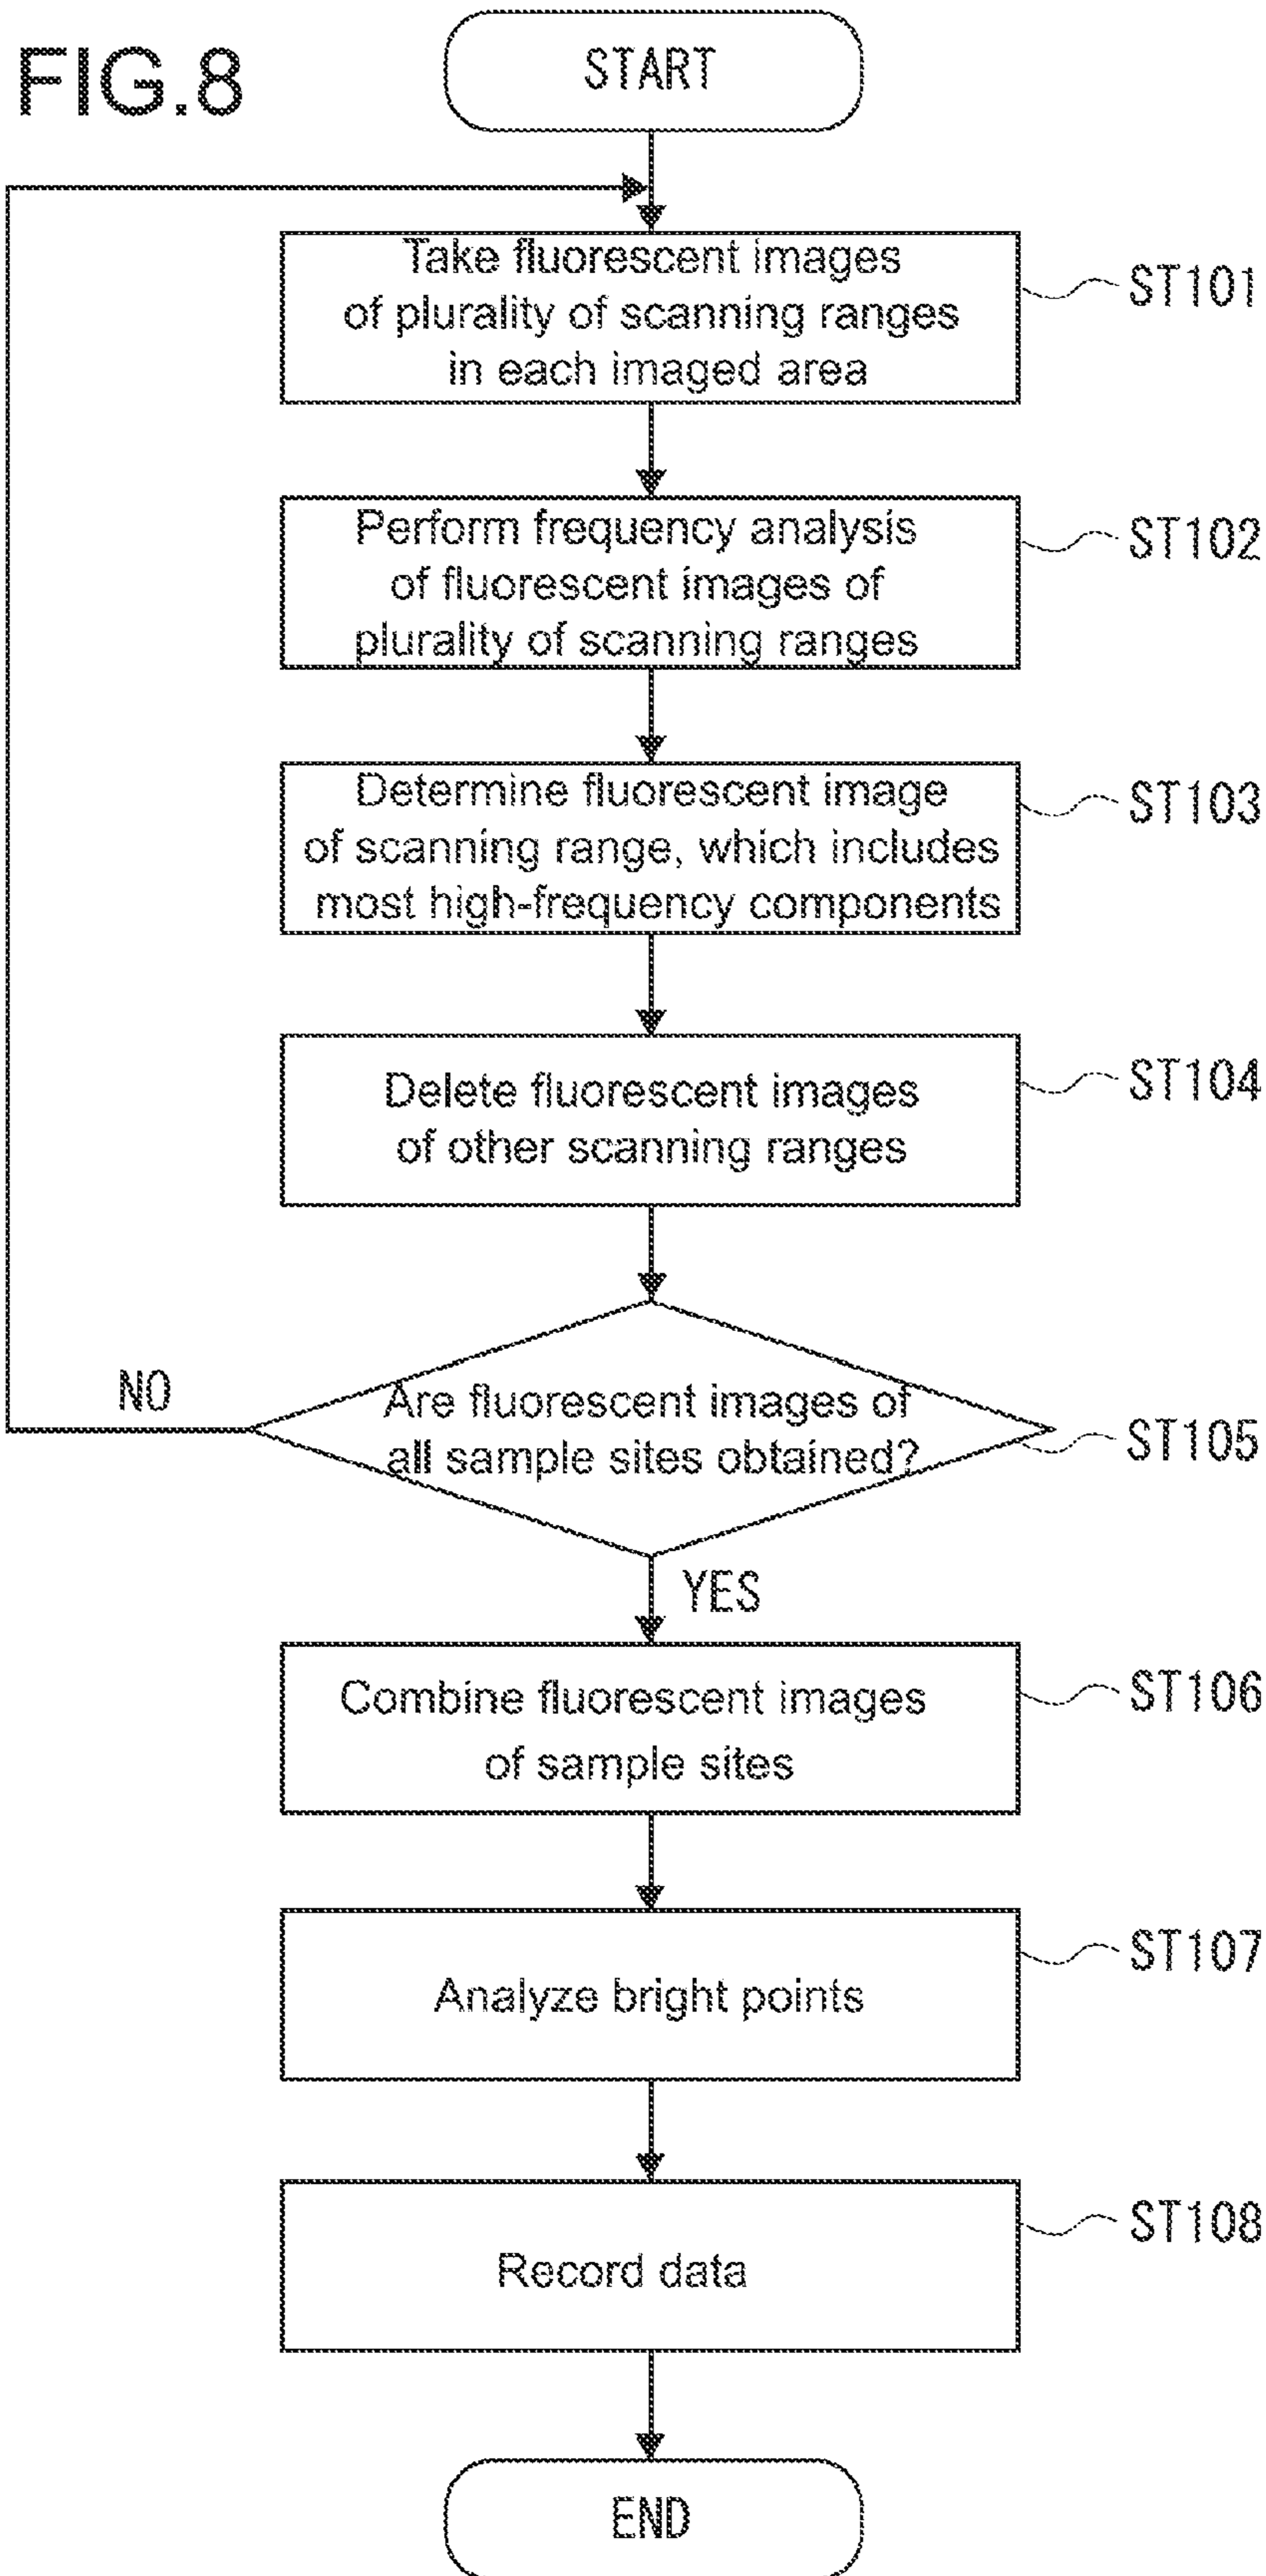 FIG.8
START
Take fluorescent images
of plurality of scanning ranges
in each imaged area
ST101
Perform frequency analysis
of fluorescent images of
plurality of scanning ranges
ST102
Determine fluorescent image
of scanning range, which includes
most high-frequency components
ST103
Delete fluorescent images
of other scanning ranges
ST104
NO
Are fluorescent images of
all sample sites obtained?
ST105
YES
Combine fluorescent images
of sample sites
ST106
Analyze bright points
ST107
Record data
ST108
END